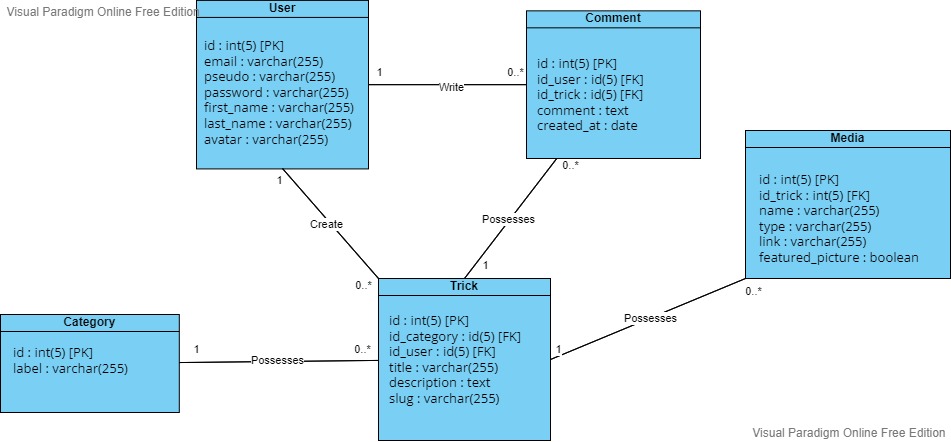 Visual Paradigm Online Free Edition
User
id : int(5) [PK]
email : varchar(255)
pseudo : varchar(255)
password : varchar(255)
first_name : varchar(255)
last_name : varchar(255)
avatar : varchar(255)
1
Write
0..*
Comment
id : int(5) [PK]
id_user : id(5) [FK]
id_trick : id(5) [FK]
comment : text
created_at : date
Media
id : int(5) [PK]
id_trick : int(5) [FK]
name : varchar(255)
type : varchar(255)
link : varchar(255)
featured_picture : boolean
1
Create
0..*
0..*
Possesses
1
Trick
id : int(5) [PK]
id_category : id(5) [FK]
id_user : id(5) [FK]
title : varchar(255)
description : text
slug : varchar(255)
0..*
Possesses
1
Category
id : int(5) [PK]
label : varchar(255)
1
Possesses
0..*
Visual Paradigm Online Free Edition